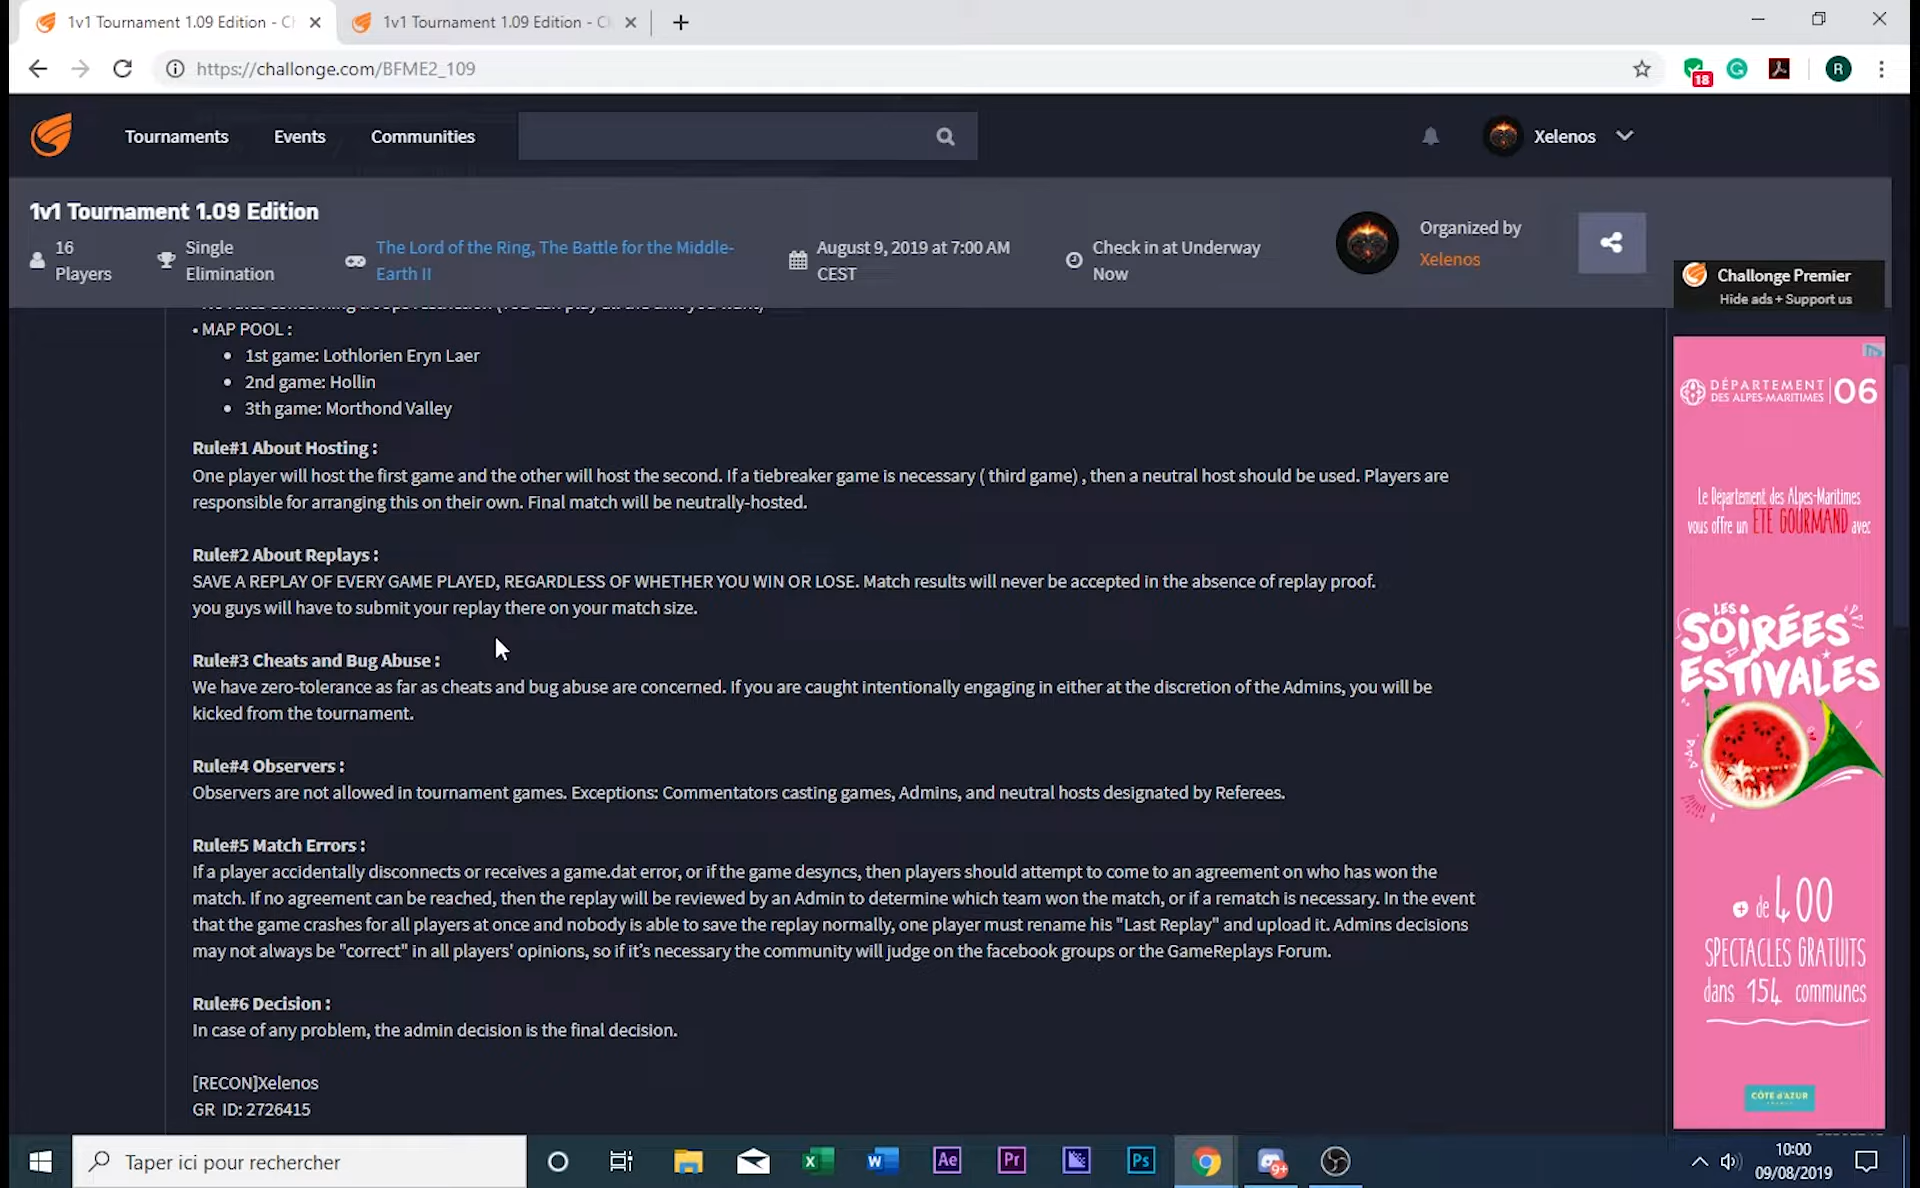 1v1 Tournament 1.09 Edition - Ch
1v1 Tournament 1.09 Edition - C
https://challonge.com/BFME2_109
18
R
Tournaments
Events
Communities
Xelenos
1v1 Tournament 1.09 Edition
16 Players
Single Elimination
The Lord of the Ring, The Battle for the Middle-
Earth II
August 9, 2019 at 7:00 AM
CEST
Check in at Underway
Now
Organized by
Xelenos
Challonge Premier
Hide ads + Support us
• MAP POOL :
• 1st game: Lothlorien Eryn Laer
• 2nd game: Hollin
• 3th game: Morthond Valley
Rule#1 About Hosting :
One player will host the first game and the other will host the second. If a tiebreaker game is necessary ( third game) , then a neutral host should be used. Players are
responsible for arranging this on their own. Final match will be neutrally-hosted.
Rule#2 About Replays :
SAVE A REPLAY OF EVERY GAME PLAYED, REGARDLESS OF WHETHER YOU WIN OR LOSE. Match results will never be accepted in the absence of replay proof.
you guys will have to submit your replay there on your match size.
Rule#3 Cheats and Bug Abuse :
We have zero-tolerance as far as cheats and bug abuse are concerned. If you are caught intentionally engaging in either at the discretion of the Admins, you will be
kicked from the tournament.
Rule#4 Observers :
Observers are not allowed in tournament games. Exceptions: Commentators casting games, Admins, and neutral hosts designated by Referees.
Rule#5 Match Errors :
If a player accidentally disconnects or receives a game.dat error, or if the game desyncs, then players should attempt to come to an agreement on who has won the
match. If no agreement can be reached, then the replay will be reviewed by an Admin to determine which team won the match, or if a rematch is necessary. In the event
that the game crashes for all players at once and nobody is able to save the replay normally, one player must rename his "Last Replay" and upload it. Admins decisions
may not always be "correct" in all players' opinions, so if it's necessary the community will judge on the facebook groups or the GameReplays Forum.
Rule#6 Decision :
In case of any problem, the admin decision is the final decision.
[RECON]Xelenos
GR ID: 2726415
DÉPARTEMENT
DES ALPES-MARITIMES
06
Le Département des Alpes-Maritimes
vous offre un ÉTÉ GOURMAND avec
LES
SOIRÉES
ESTIVALES
+ de 400
SPECTACLES GRATUITS
dans 154 communes
CÔTE d'AZUR
FRANCE
Taper ici pour rechercher
Ae
Pr
Ps
9+
10:00
09/08/2019